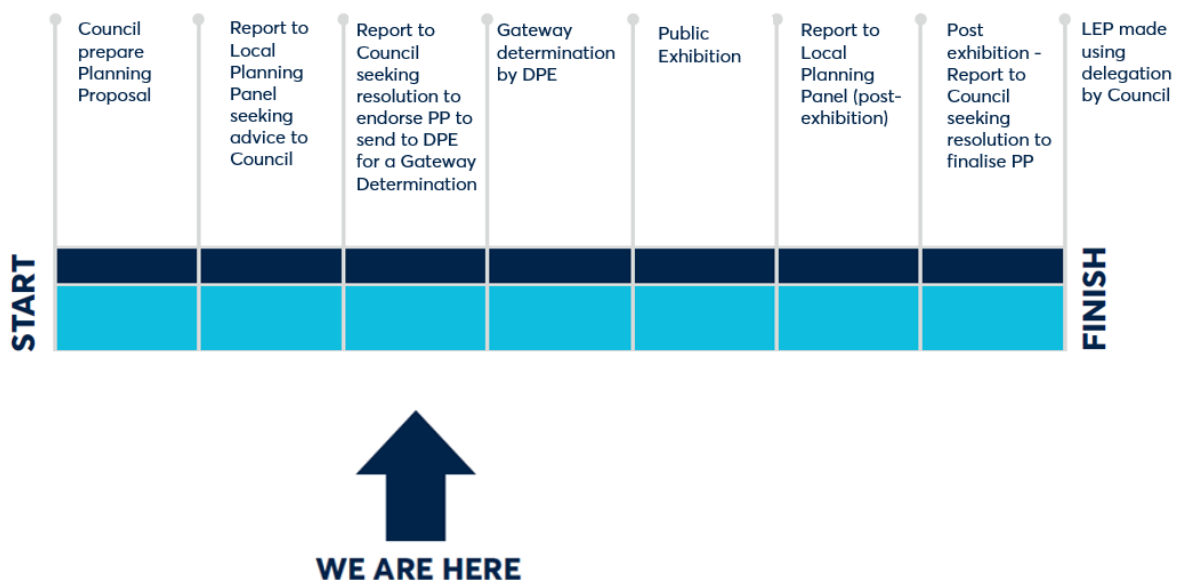 Council
prepare
Planning
Proposal
Report to
Local
Planning
Panel
seeking
advice to
Council
Report to
Council
seeking
resolution to
endorse PP to
send to DPE
for a Gateway
Determination
Gateway
determination
by DPE
Public
Exhibition
Report to
Local
Planning
Panel (post-
exhibition)
Post
exhibition -
Report to
Council
seeking
resolution to
finalise PP
LEP made
using
delegation
by Council
START
FINISH
WE ARE HERE